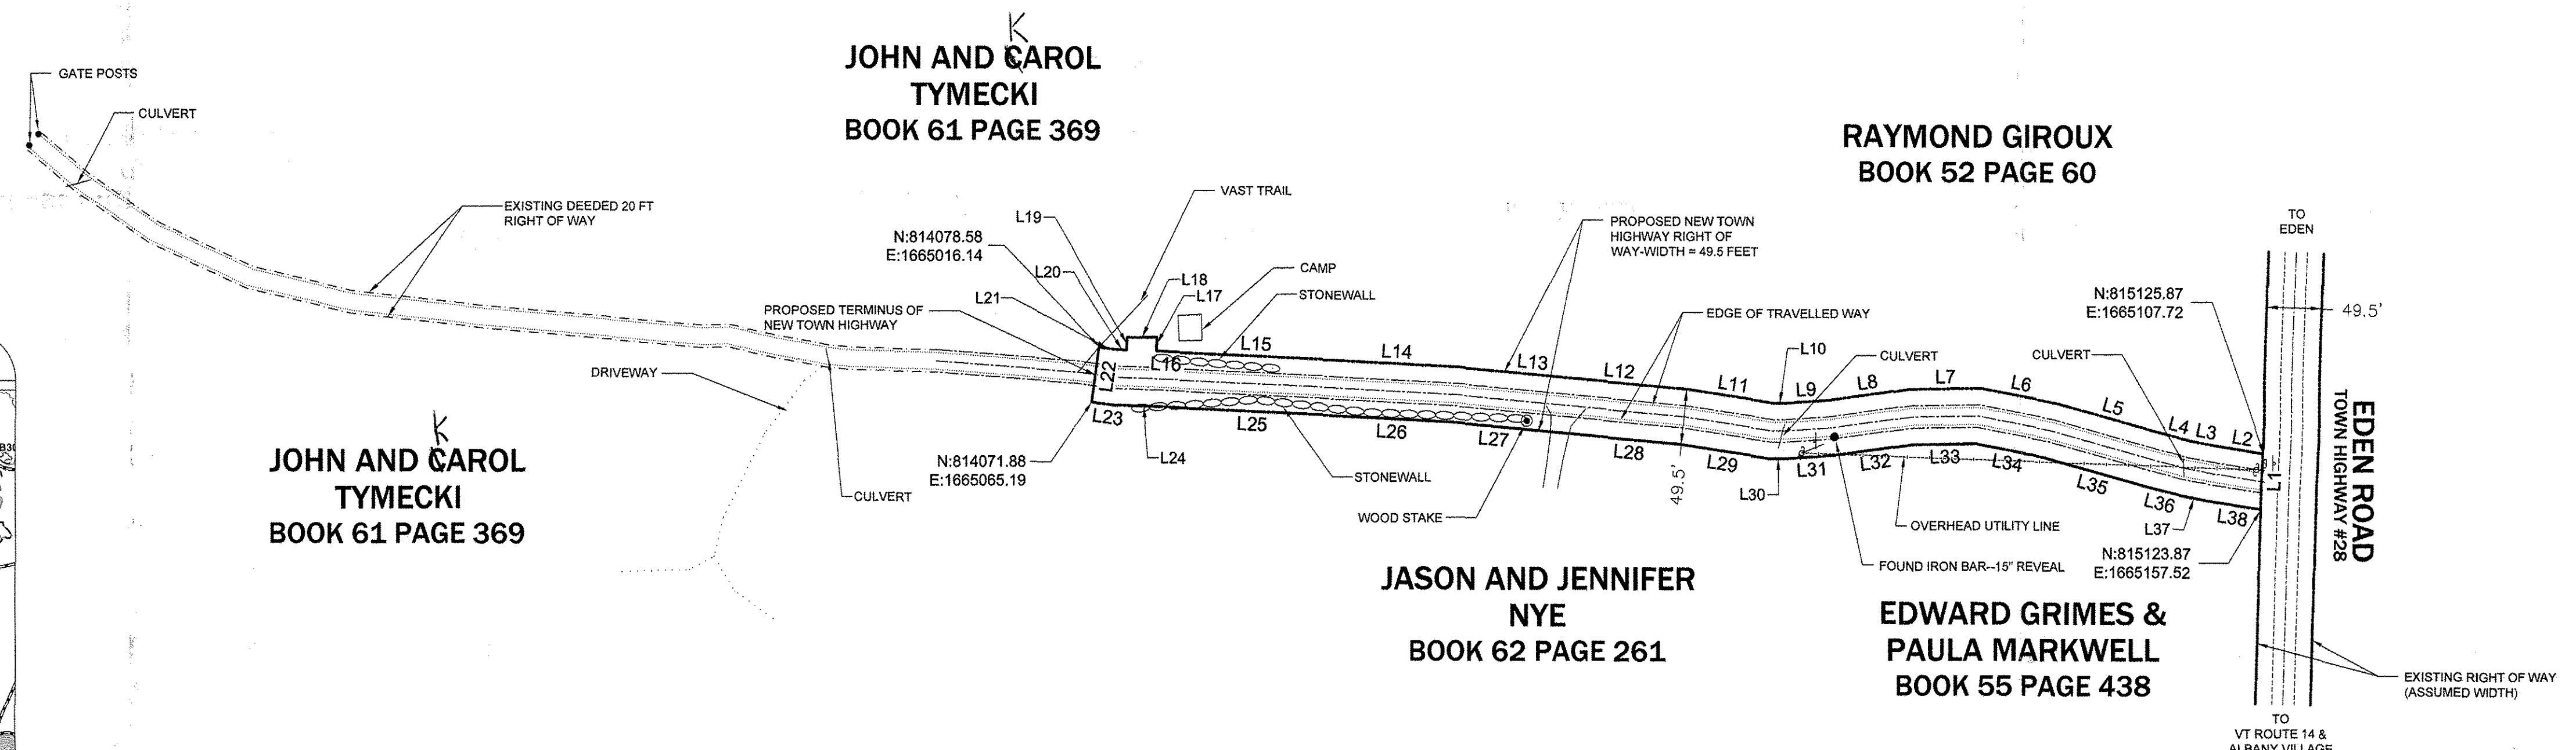 K
JOHN AND CAROL
TYMECKI
BOOK 61 PAGE 369
GATE POSTS
CULVERT
RAYMOND GIROUX
BOOK 52 PAGE 60
EXISTING DEEDED 20 FT
RIGHT OF WAY
VAST TRAIL
L19
N:814078.58
E:1665016.14
L20
L21
L18
L17
CAMP
STONEWALL
PROPOSED NEW TOWN
HIGHWAY RIGHT OF
WAY-WIDTH = 49.5 FEET
TO
EDEN
PROPOSED TERMINUS OF
NEW TOWN HIGHWAY
EDGE OF TRAVELLED WAY
N:815125.87
E:1665107.72
49.5'
L22
L16
L15
L14
L13
L12
L11
L10
CULVERT
L9
L8
L7
L6
CULVERT
L5
L4
L3
L2
L1
DRIVEWAY
L23
L24
L25
L26
L27
L28
L29
L30
L31
L32
L33
L34
L35
L36
L37
L38
49.5'
EDEN ROAD
TOWN HIGHWAY #28
K
JOHN AND CAROL
TYMECKI
BOOK 61 PAGE 369
N:814071.88
E:1665065.19
CULVERT
STONEWALL
WOOD STAKE
OVERHEAD UTILITY LINE
FOUND IRON BAR--15" REVEAL
N:815123.87
E:1665157.52
JASON AND JENNIFER
NYE
BOOK 62 PAGE 261
EDWARD GRIMES &
PAULA MARKWELL
BOOK 55 PAGE 438
EXISTING RIGHT OF WAY
(ASSUMED WIDTH)
TO
VT ROUTE 14 &
ALBANY VILLAGE